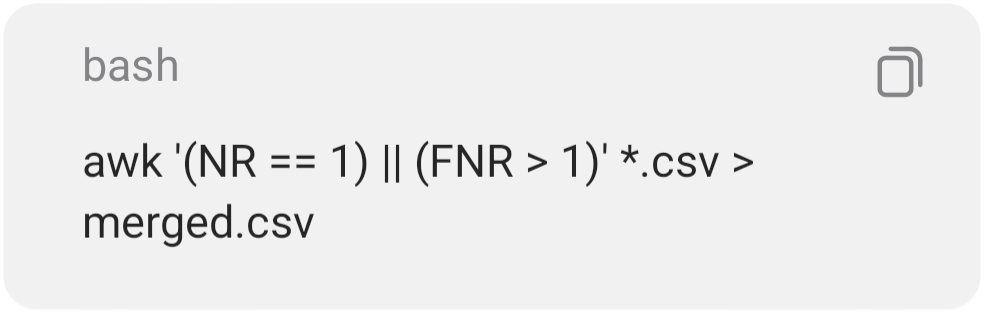 bash
awk '(NR == 1) || (FNR > 1)' *.csv >
merged.csv